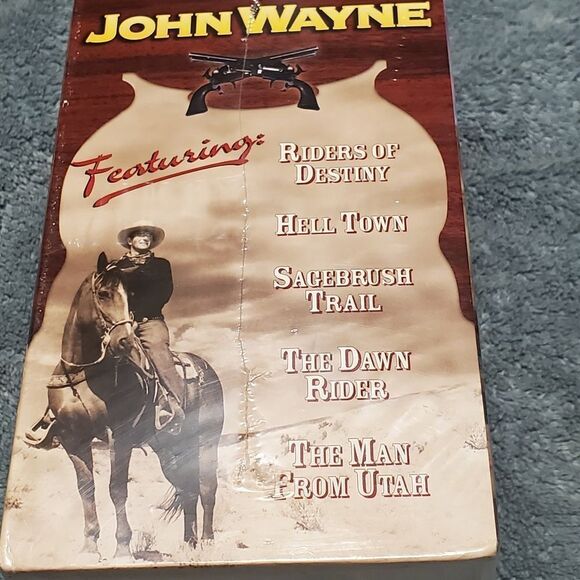 JOHN WAYNE
Featuring:
RIDERS OF
DESTINY
HELL TOWN
SAGEBRUSH
TRAIL
THE DAWN
RIDER
THE MAN
FROM UTAH